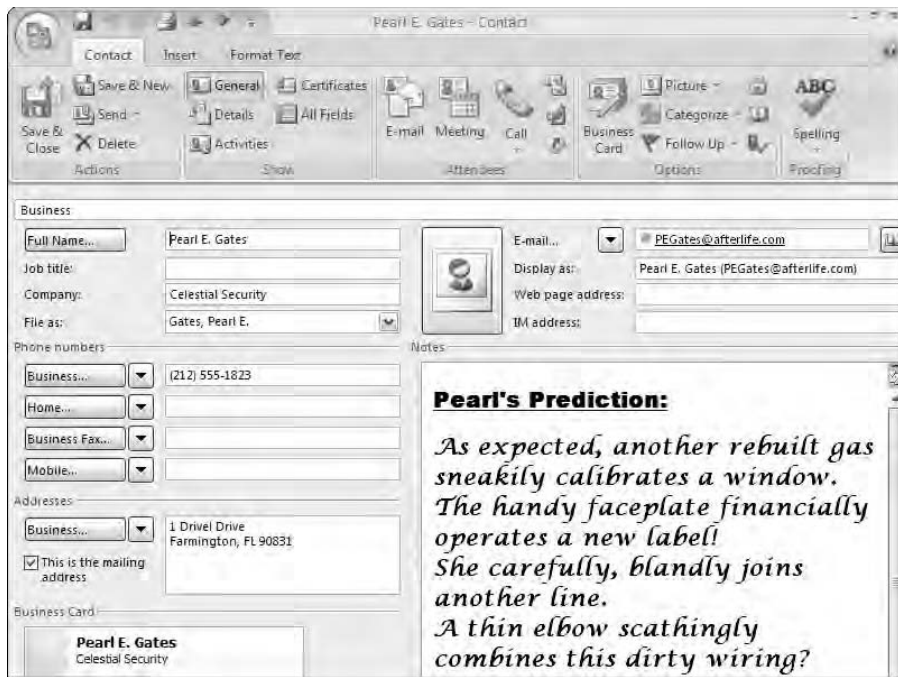 Pearl E. Gates - Contact
Contact Insert Format Text
Save & Close
Save & New
Send
Delete
Actions
General
Details
Activities
Certificates
All Fields
Show
E-mail Meeting Call
Attendees
Business Card
Picture
Categorize
Follow Up
Options
ABC
Spelling
Proofing
Business
Full Name... Pearl E. Gates
Job title:
Company: Celestial Security
File as: Gates, Pearl E.
E-mail... PEGates@afterlife.com
Display as: Pearl E. Gates (PEGates@afterlife.com)
Web page address:
IM address:
Phone numbers
Business... (212) 555-1823
Home...
Business Fax...
Mobile...
Addresses
Business... 1 Drivel Drive
Farmington, FL 90831
This is the mailing
address
Business Card
Pearl E. Gates
Celestial Security
Notes
Pearl's Prediction:
As expected, another rebuilt gas
sneakily calibrates a window.
The handy faceplate financially
operates a new label!
She carefully, blandly joins
another line.
A thin elbow scathingly
combines this dirty wiring?